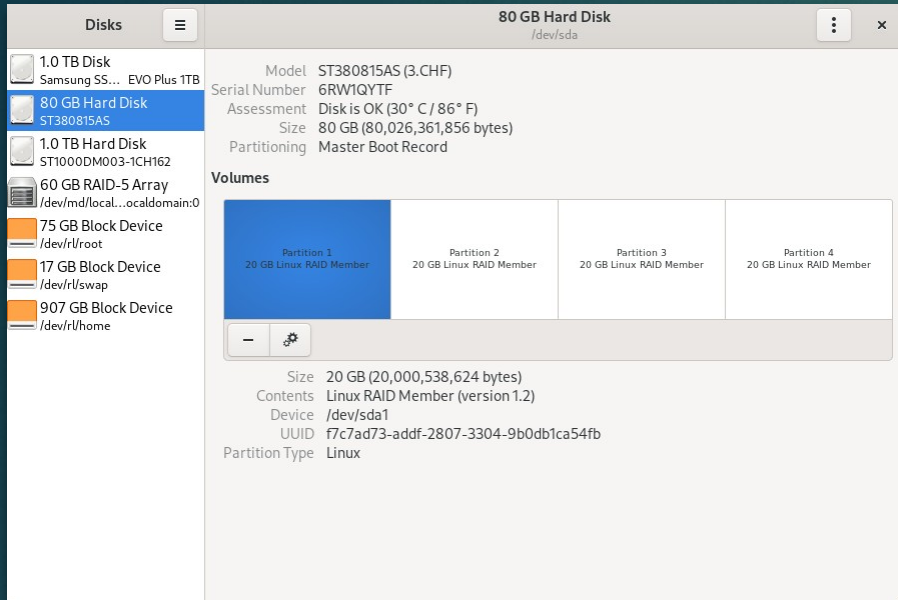 Disks
80 GB Hard Disk
/dev/sda
1.0 TB Disk
Samsung SS... EVO Plus 1TB
80 GB Hard Disk
ST380815AS
1.0 TB Hard Disk
ST1000DM003-1CH162
60 GB RAID-5 Array
/dev/md/local...ocaldomain:0
75 GB Block Device
/dev/rl/root
17 GB Block Device
/dev/rl/swap
907 GB Block Device
/dev/rl/home
Model ST380815AS (3.CHF)
Serial Number 6RW1QYTF
Assessment Disk is OK (30° C / 86° F)
Size 80 GB (80,026,361,856 bytes)
Partitioning Master Boot Record
Volumes
Partition 1
20 GB Linux RAID Member
Partition 2
20 GB Linux RAID Member
Partition 3
20 GB Linux RAID Member
Partition 4
20 GB Linux RAID Member
Size 20 GB (20,000,538,624 bytes)
Contents Linux RAID Member (version 1.2)
Device /dev/sda1
UUID f7c7ad73-addf-2807-3304-9b0db1ca54fb
Partition Type Linux